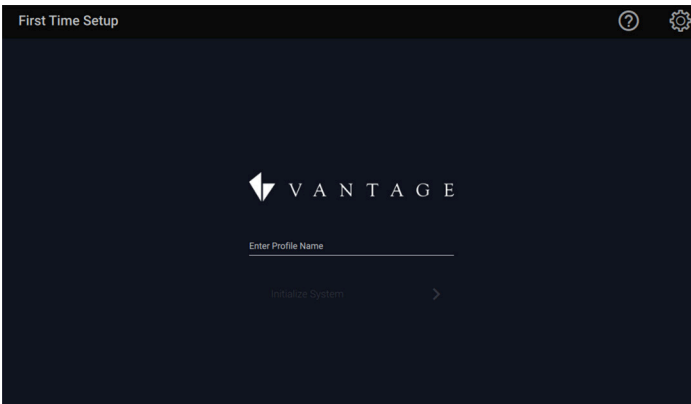 First Time Setup
VANTAGE
Enter Profile Name
Initialize System